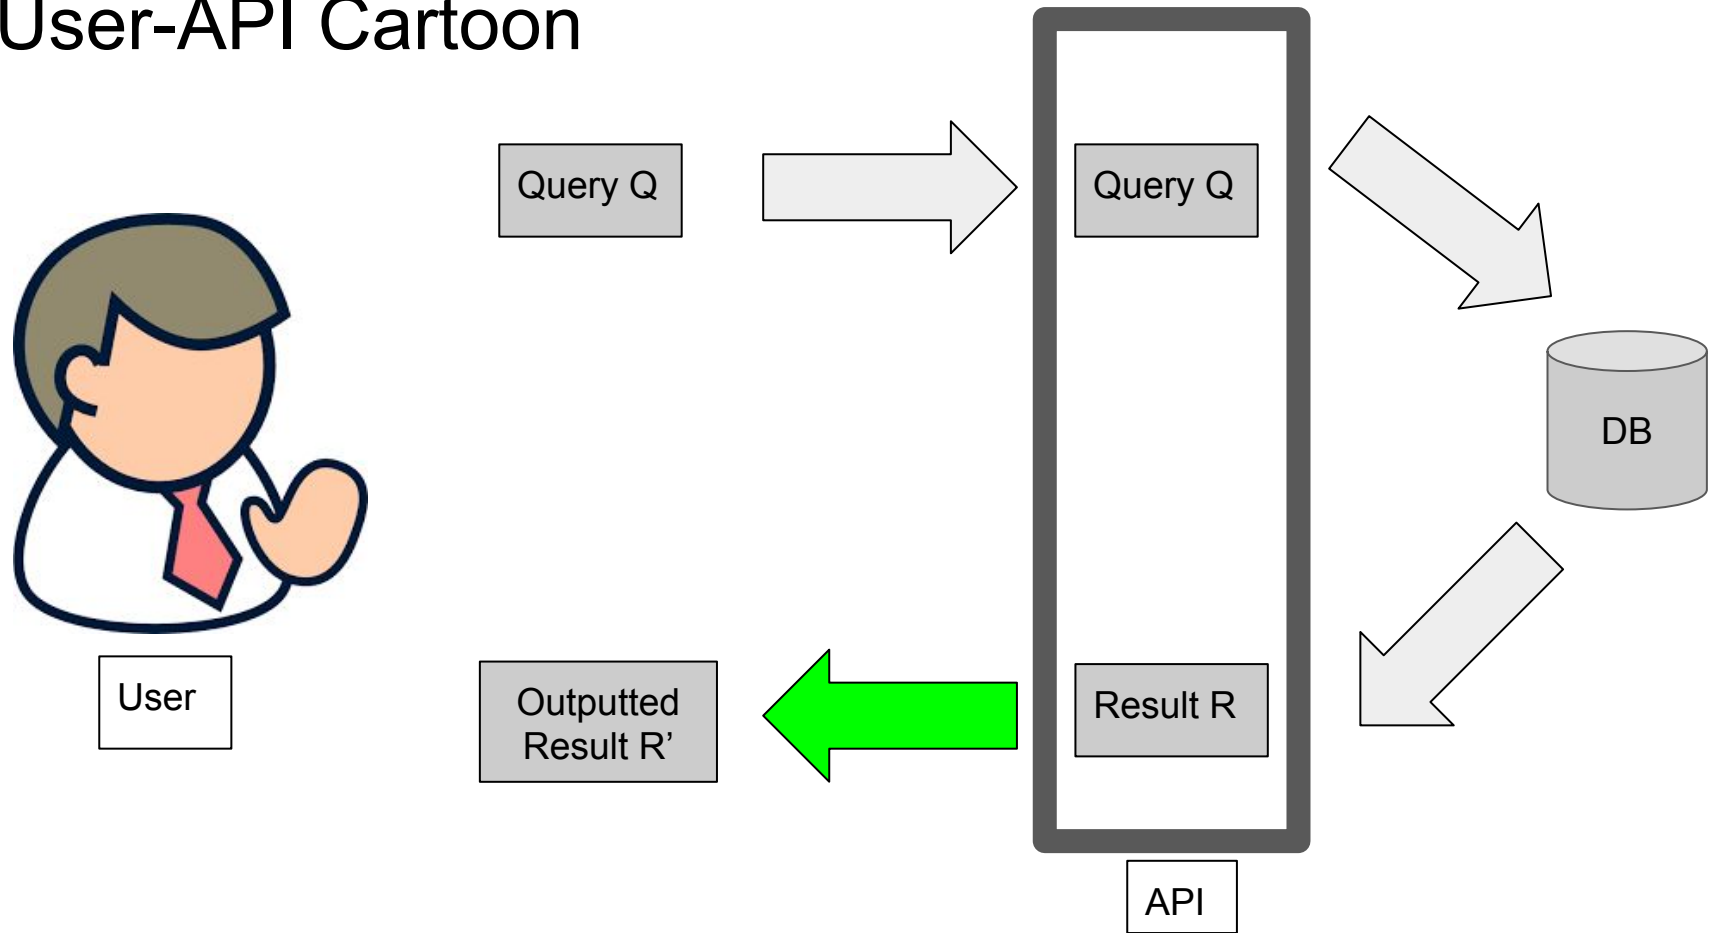 User-API Cartoon
Query Q
Query Q
DB
User
Outputted
Result R’
Result R
API